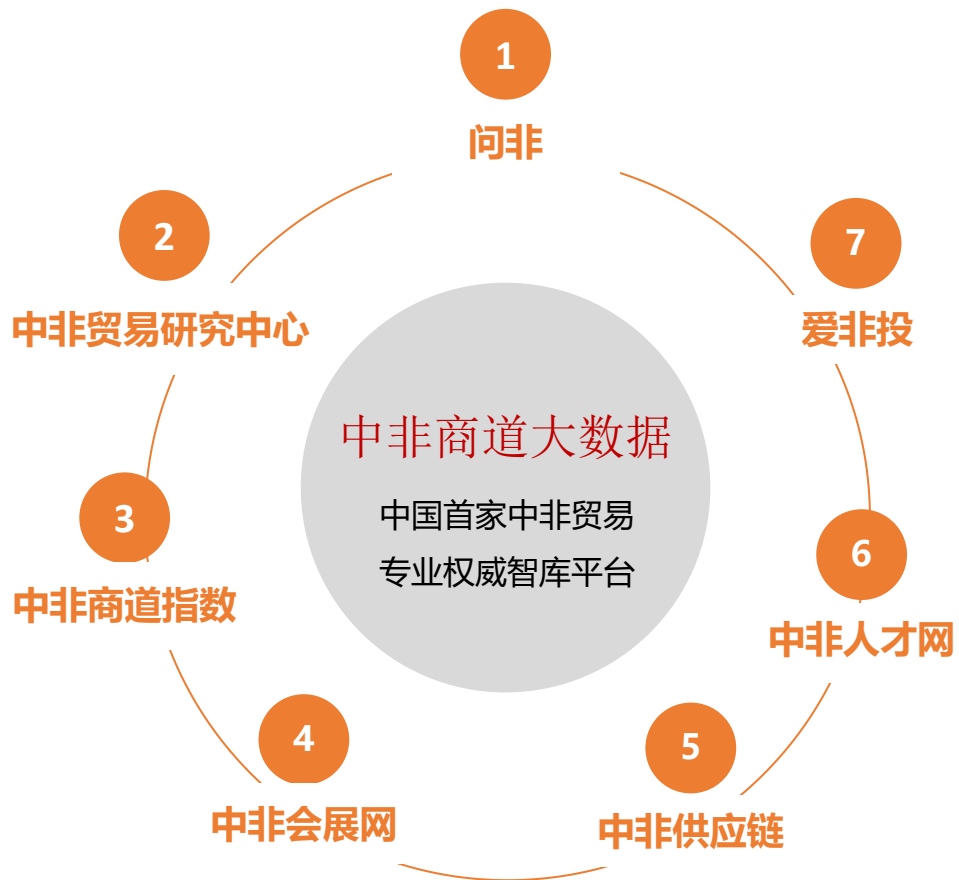 1
问非
2
中非贸易研究中心
3
中非商道指数
4
中非会展网
5
中非供应链
6
中非人才网
7
爱非投
中非商道大数据
中国首家中非贸易
专业权威智库平台